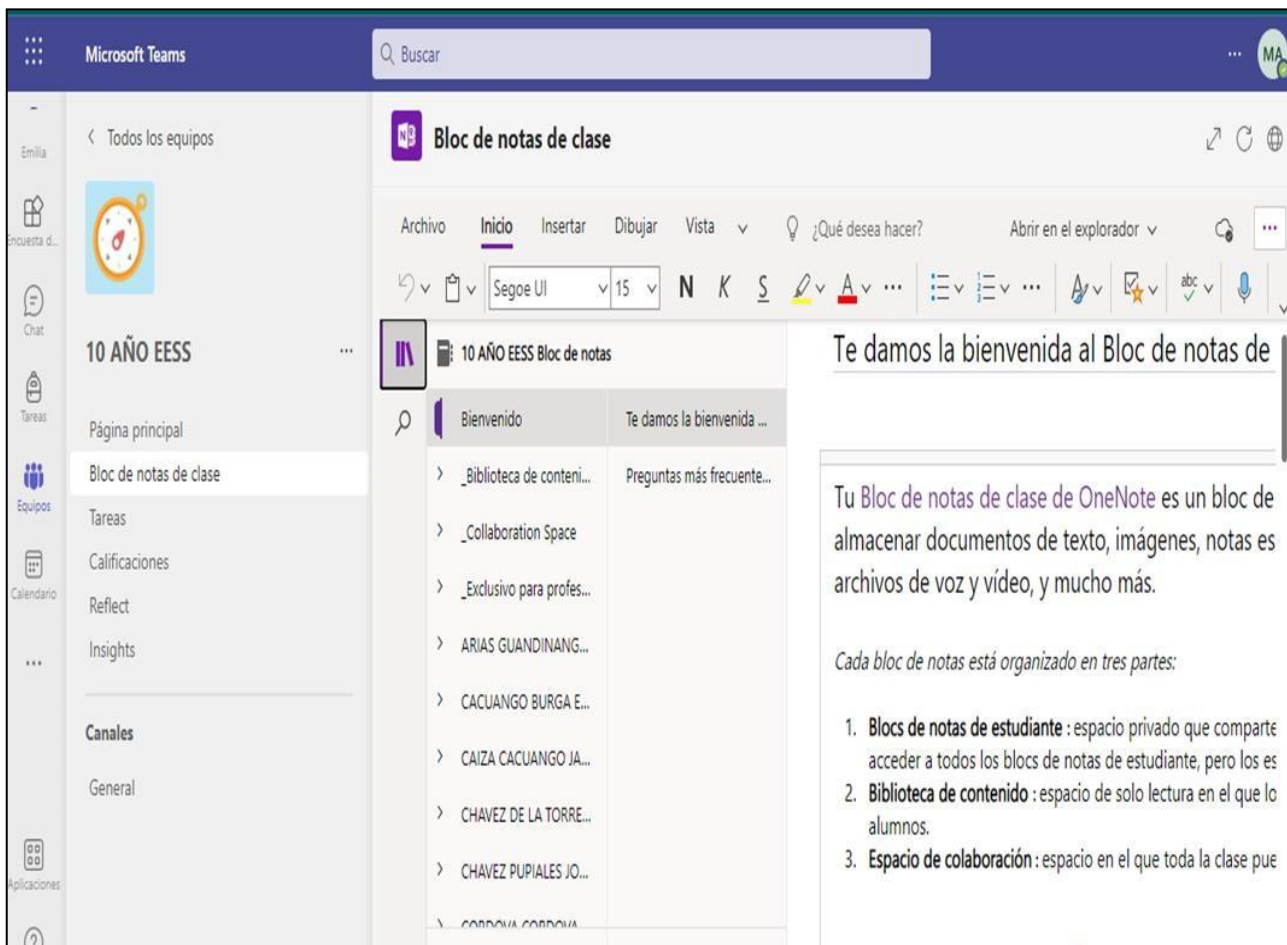 Microsoft Teams
Buscar
MA
Emilia
Encuesta d...
Chat
Tareas
Equipos
Calendario
Aplicaciones
Todos los equipos
10 AÑO EESS
Página principal
Bloc de notas de clase
Tareas
Calificaciones
Reflect
Insights
Canales
General
Bloc de notas de clase
Archivo Inicio Insertar Dibujar Vista ¿Qué desea hacer? Abrir en el explorador
Segoe UI 15 N K S A abc
10 AÑO EESS Bloc de notas
Bienvenido
_Biblioteca de conteni...
_Collaboration Space
_Exclusivo para profes...
ARIAS GUANDINANG...
CACUANGO BURGA E...
CAIZA CACUANGO JA...
CHAVEZ DE LA TORRE...
CHAVEZ PUPIALES JO...
CORDOVA CORDOVA
Te damos la bienvenida ...
Preguntas más frecuente...
Te damos la bienvenida al Bloc de notas de
Tu Bloc de notas de clase de OneNote es un bloc de
almacenar documentos de texto, imágenes, notas es
archivos de voz y vídeo, y mucho más.
Cada bloc de notas está organizado en tres partes:
1. Blocs de notas de estudiante : espacio privado que comparte
acceder a todos los blocs de notas de estudiante, pero los es
2. Biblioteca de contenido : espacio de solo lectura en el que lo
alumnos.
3. Espacio de colaboración : espacio en el que toda la clase pue